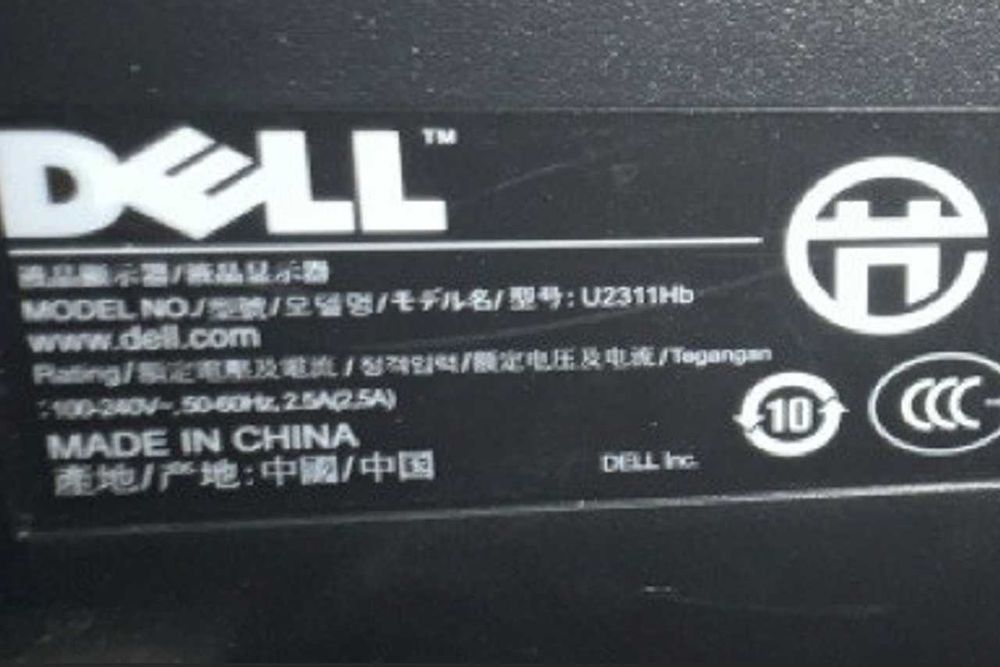 DELL™
液晶顯示器/液晶显示器
MODEL NO./型號/모델명/モデル名/型号: U2311Hb
www.dell.com
Rating/額定電壓及電流/정격입력/额定电压及电流/Tegangan
: 100-240V~, 50-60Hz, 2.5A(2.5A)
MADE IN CHINA
產地/产地:中國/中国
DELL Inc.
10
CCC